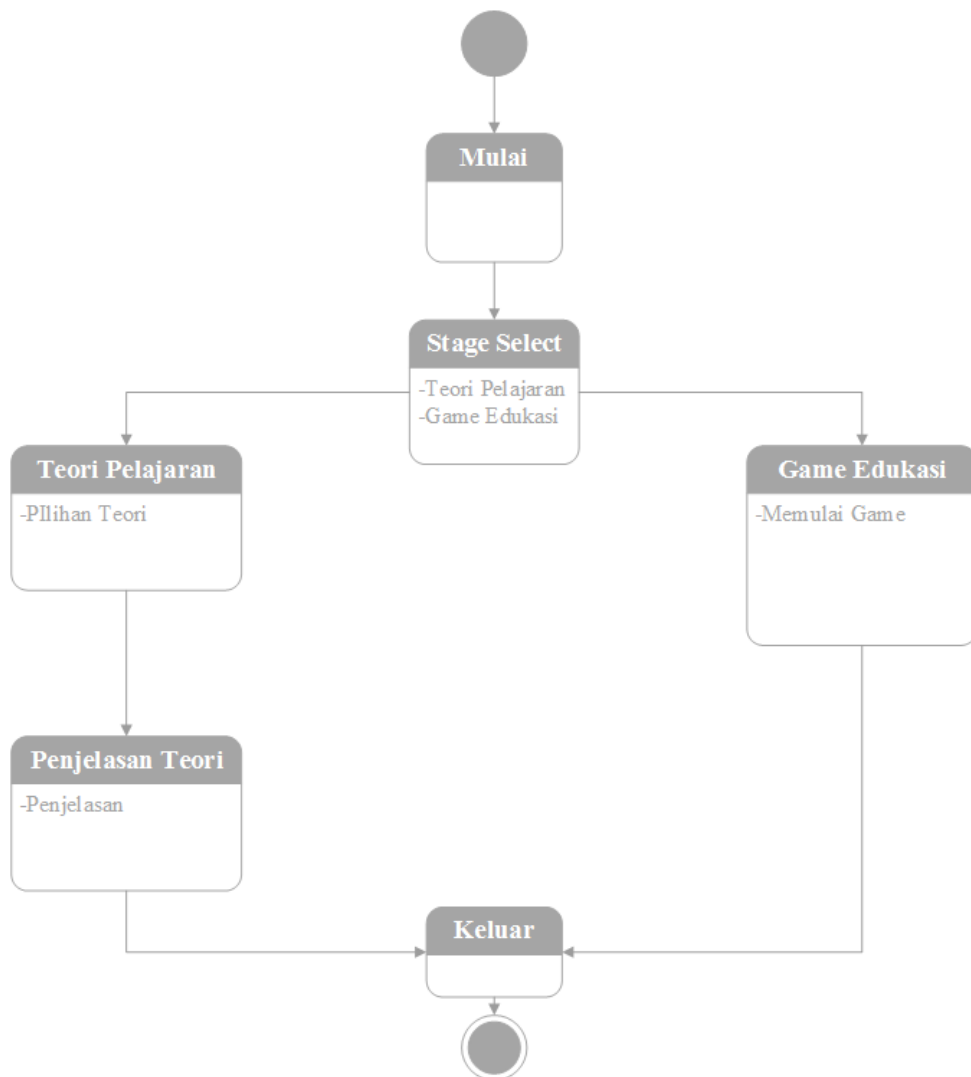 Mulai
Stage Select
-Teori Pelajaran
-Game Edukasi
Teori Pelajaran
-PIlihan Teori
Game Edukasi
-Memulai Game
Penjelasan Teori
-Penjelasan
Keluar